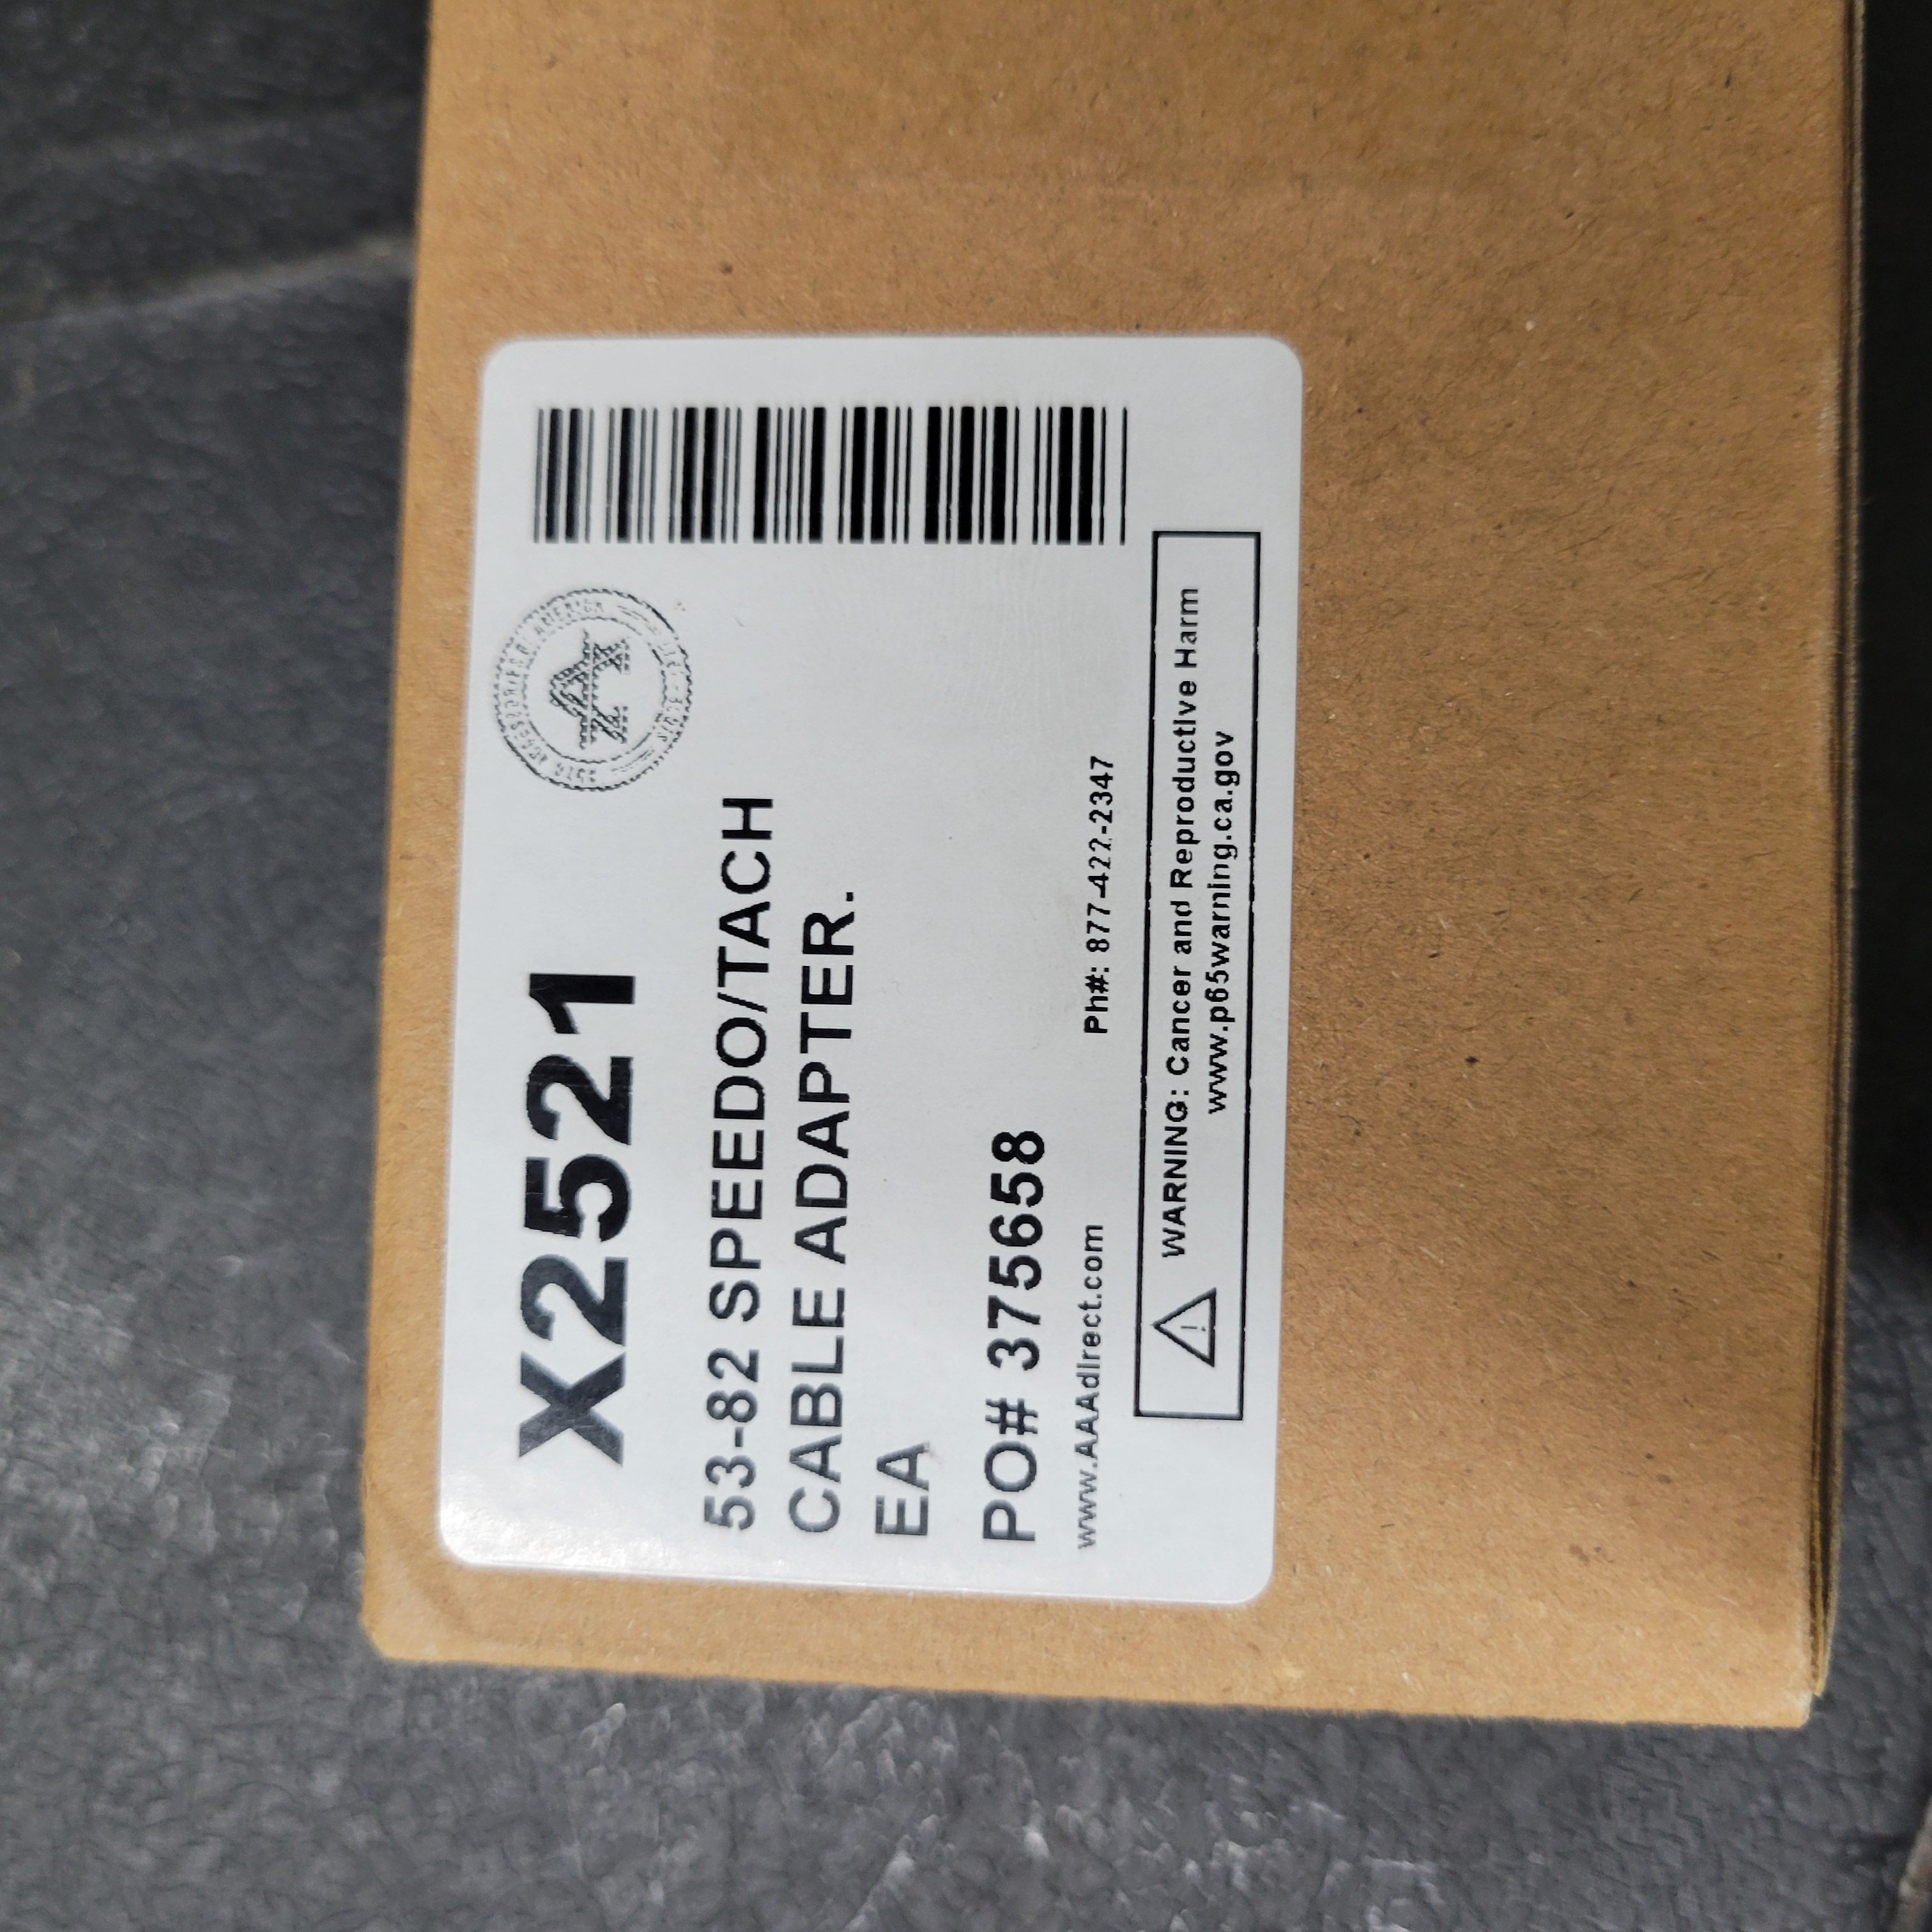 X2521
53-82 SPEEDO/TACH
CABLE ADAPTER.
EA
PO# 375658
www.AAAdirect.com Ph#: 877-422-2347
WARNING: Cancer and Reproductive Harm
www.p65warning.ca.gov